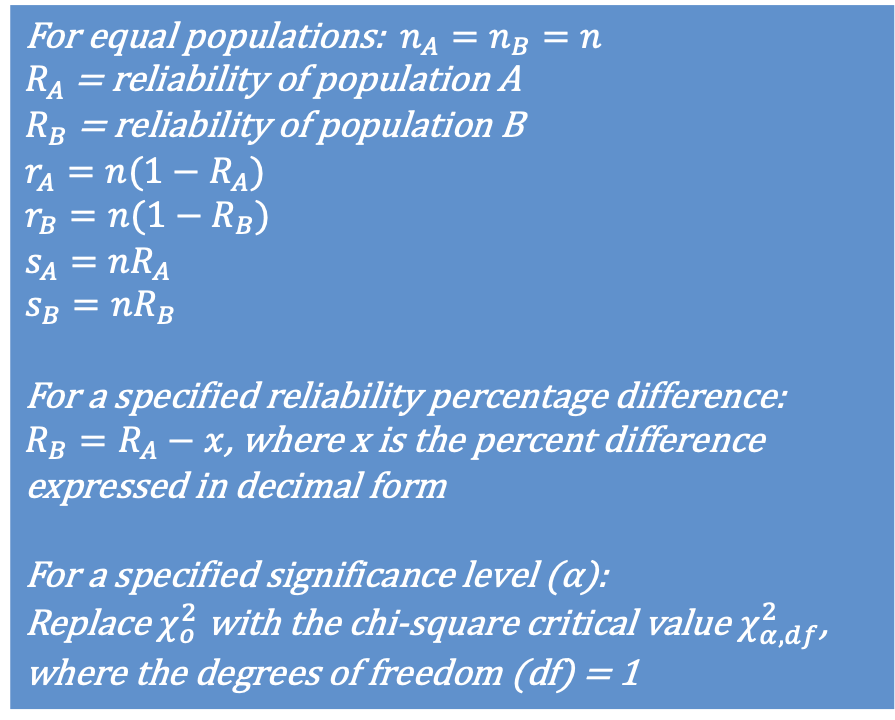 For equal populations: n_A = n_B = n
R_A = reliability of population A
R_B = reliability of population B
r_A = n(1 − R_A)
r_B = n(1 − R_B)
s_A = nR_A
s_B = nR_B
For a specified reliability percentage difference:
R_B = R_A − x, where x is the percent difference
expressed in decimal form
For a specified significance level (α):
Replace χ_o^2 with the chi-square critical value χ_{α,df}^2,
where the degrees of freedom (df) = 1